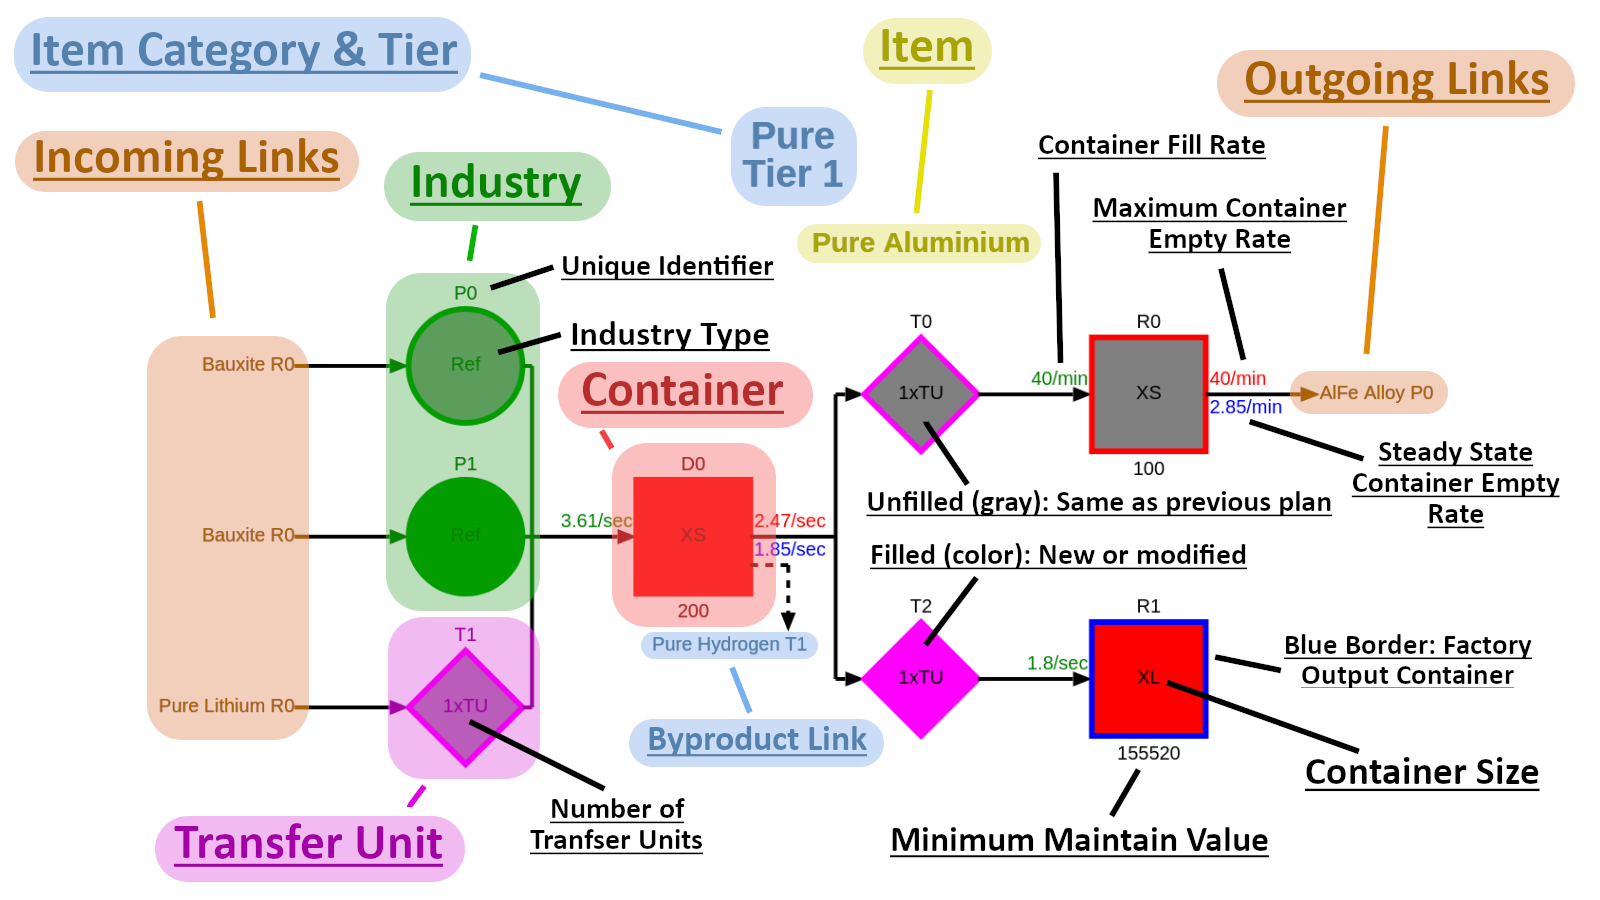 Item Category & Tier
Item
Outgoing Links
Pure
Tier 1
Incoming Links
Industry
Container Fill Rate
Maximum Container
Empty Rate
Pure Aluminium
Unique Identifier
P0
Industry Type
Ref
Bauxite R0
Container
T0
1xTU
40/min
R0
XS
100
40/min
2.85/min
AlFe Alloy P0
Steady State
Container Empty
Rate
P1
Ref
Bauxite R0
3.61/sec
D0
XS
200
2.47/sec
1.85/sec
Unfilled (gray): Same as previous plan
Filled (color): New or modified
Pure Hydrogen T1
Byproduct Link
T1
1xTU
Pure Lithium R0
T2
1xTU
1.8/sec
R1
XL
155520
Blue Border: Factory
Output Container
Container Size
Number of
Tranfser Units
Transfer Unit
Minimum Maintain Value